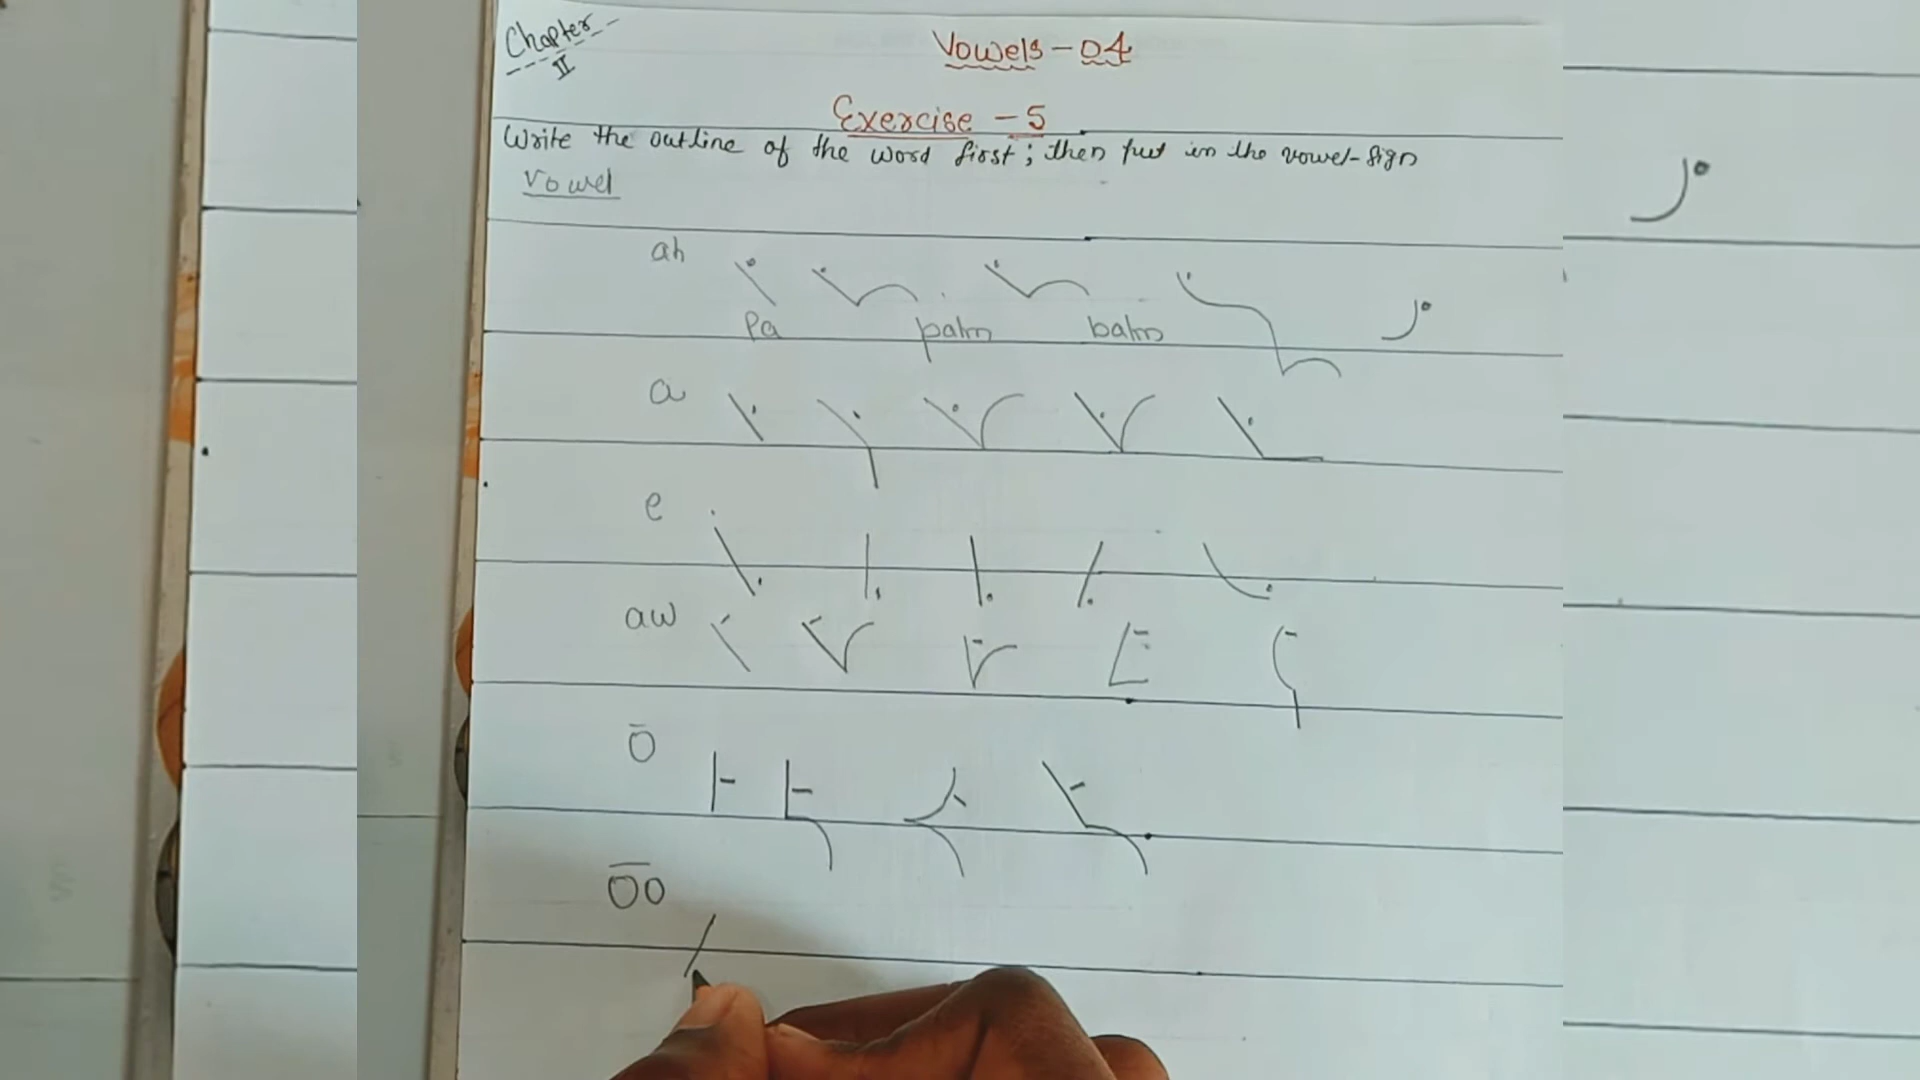 Chapter
II
Vowels - 04
Exercise - 5
Write the outline of the word first; then put in the vowel-sign
Vowel
ah
Pa palm balm
a
e
aw
ō
ōo